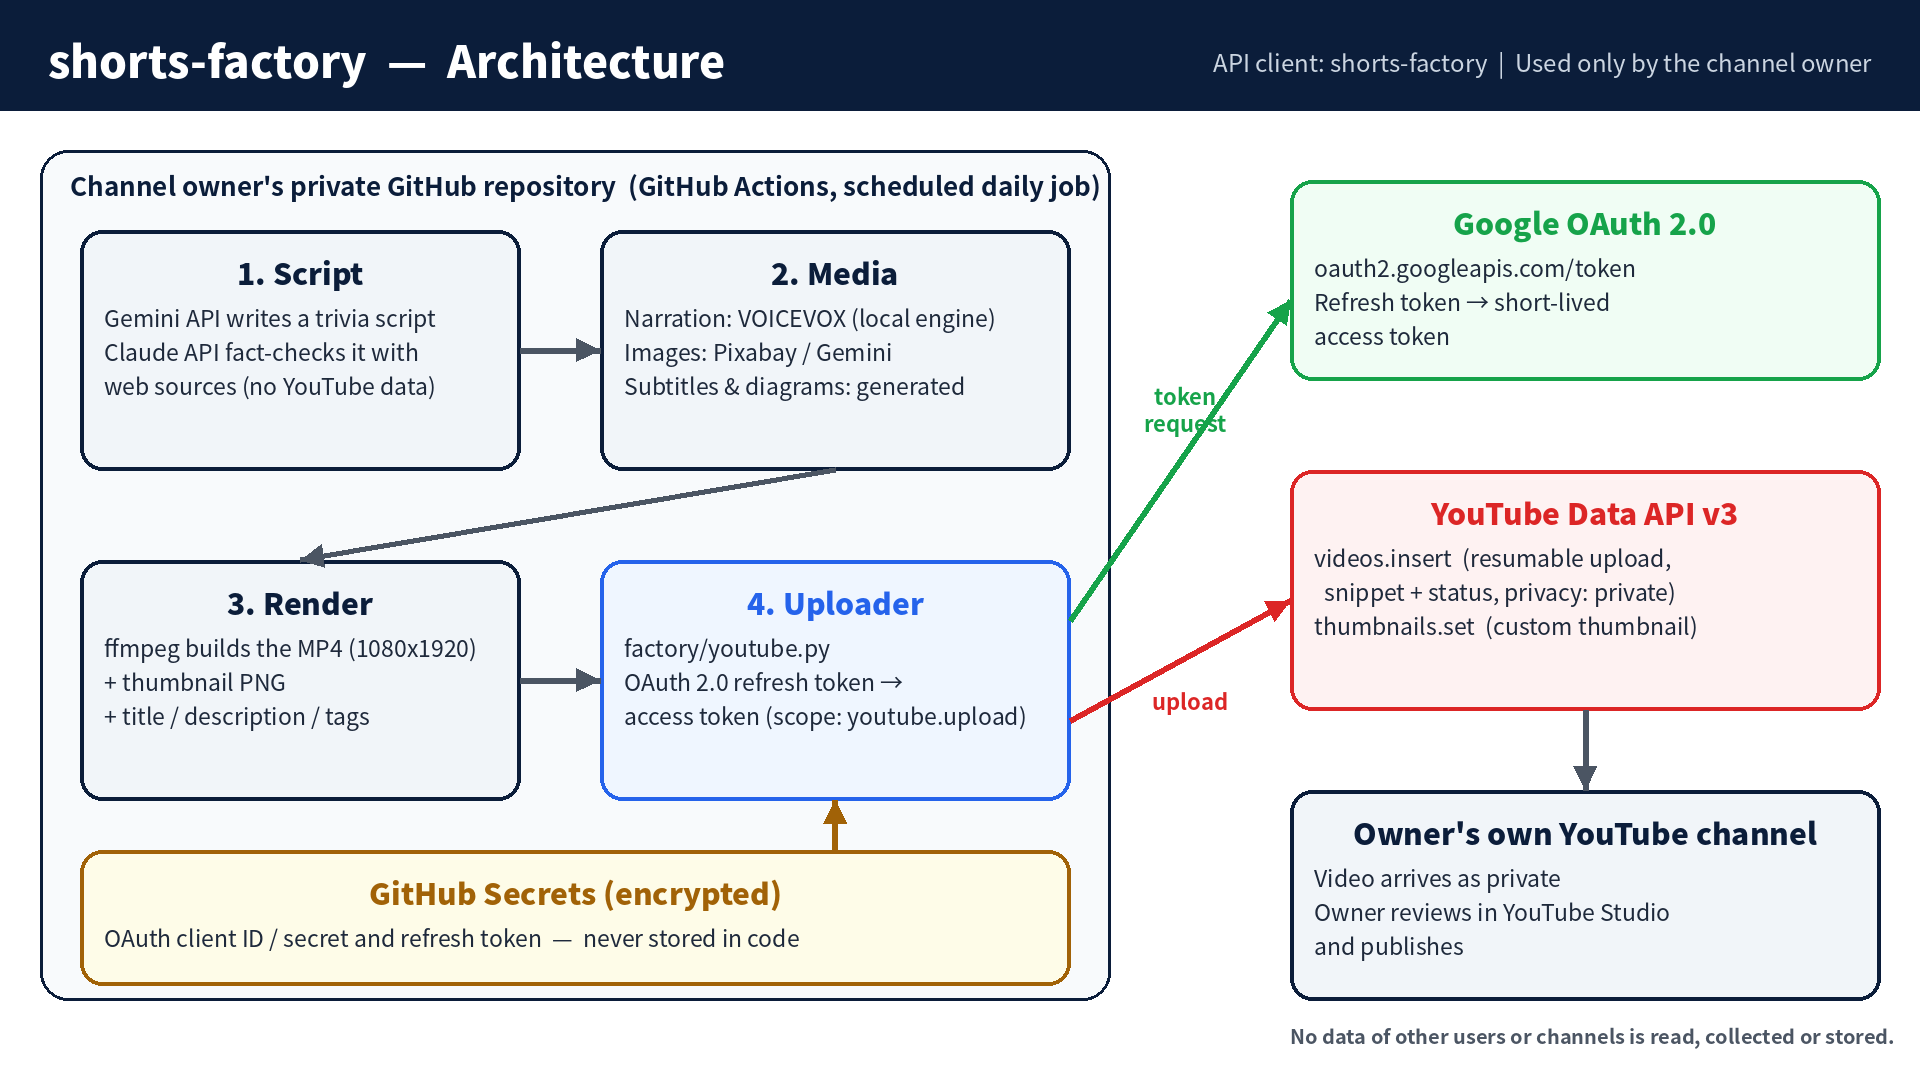 shorts-factory — Architecture
API client: shorts-factory | Used only by the channel owner
Channel owner's private GitHub repository (GitHub Actions, scheduled daily job)
1. Script
Gemini API writes a trivia script
Claude API fact-checks it with
web sources (no YouTube data)
2. Media
Narration: VOICEVOX (local engine)
Images: Pixabay / Gemini
Subtitles & diagrams: generated
3. Render
ffmpeg builds the MP4 (1080x1920)
+ thumbnail PNG
+ title / description / tags
4. Uploader
factory/youtube.py
OAuth 2.0 refresh token →
access token (scope: youtube.upload)
GitHub Secrets (encrypted)
OAuth client ID / secret and refresh token — never stored in code
token
request
upload
Google OAuth 2.0
oauth2.googleapis.com/token
Refresh token → short-lived
access token
YouTube Data API v3
videos.insert (resumable upload,
snippet + status, privacy: private)
thumbnails.set (custom thumbnail)
Owner's own YouTube channel
Video arrives as private
Owner reviews in YouTube Studio
and publishes
No data of other users or channels is read, collected or stored.